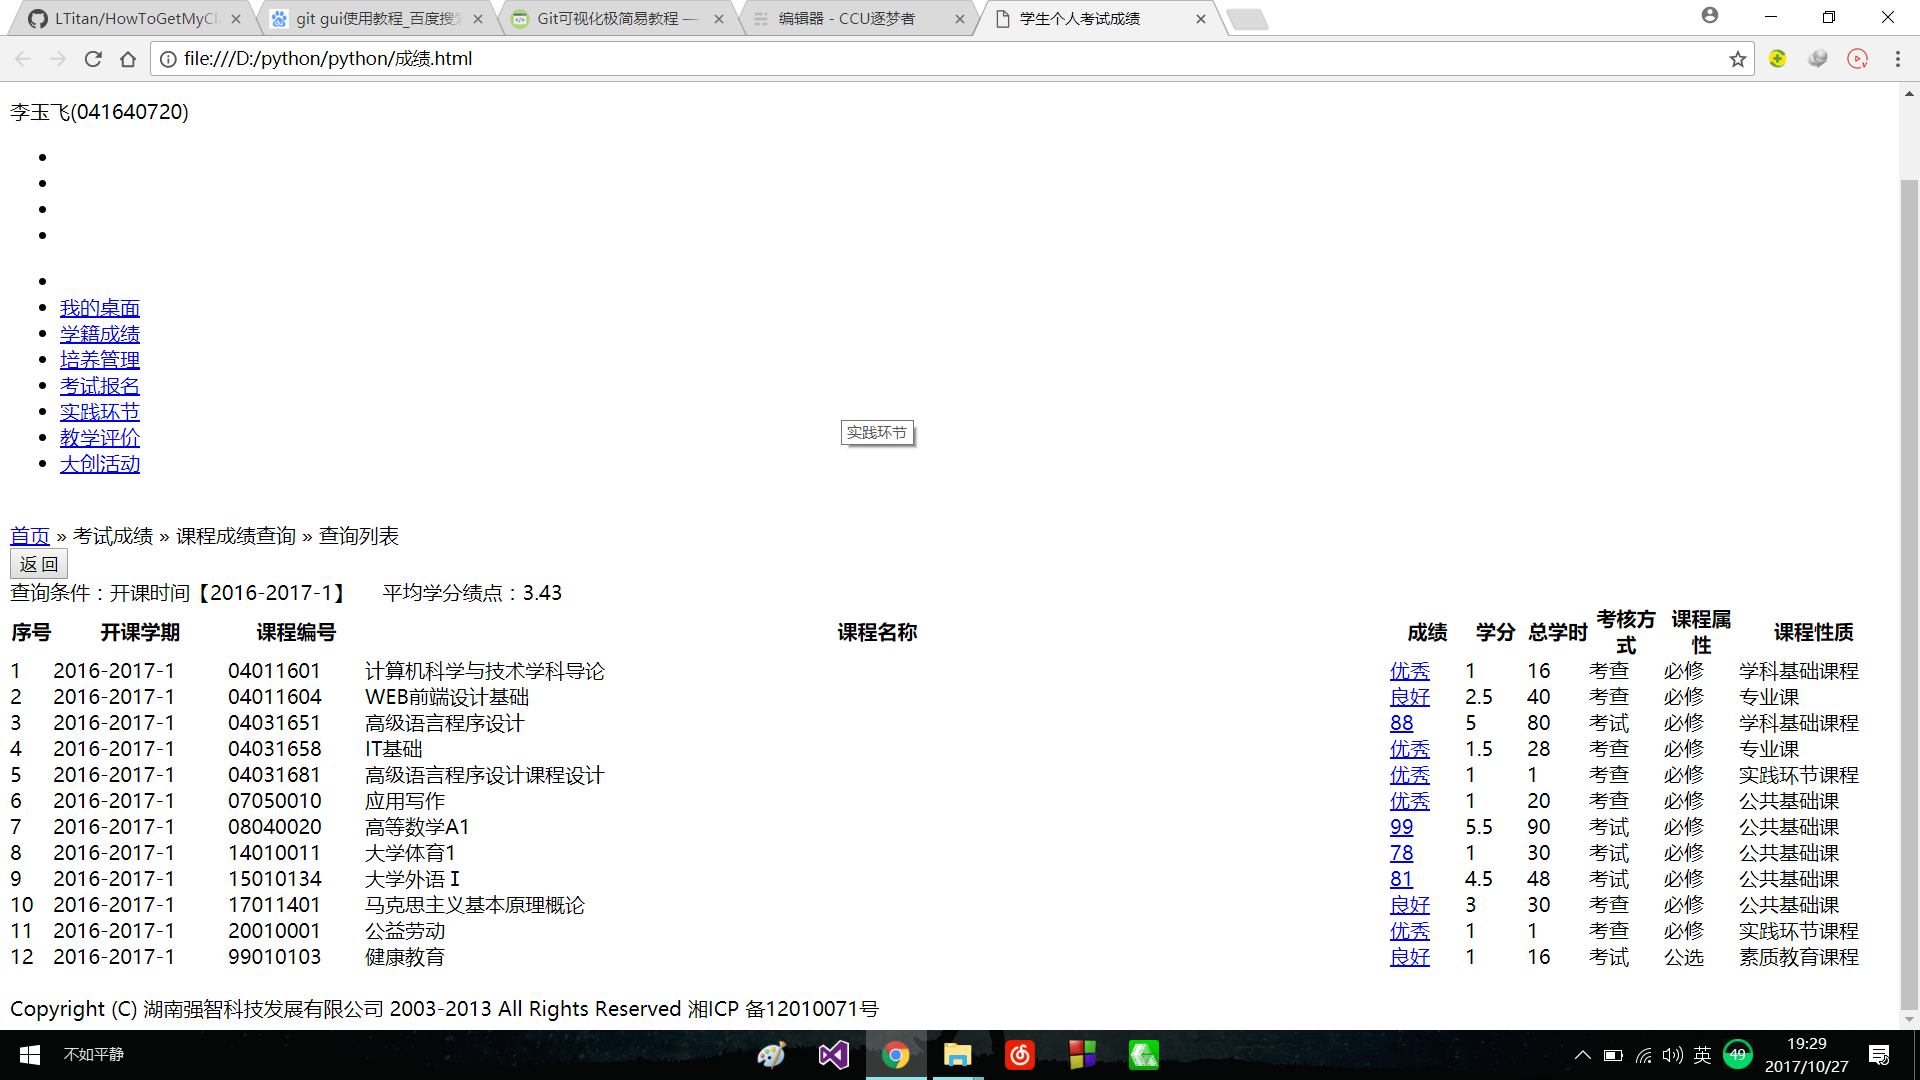 LTitan/HowToGetMyCl
git gui使用教程_百度搜
Git可视化极简易教程 —
编辑器 - CCU逐梦者
学生个人考试成绩
file:///D:/python/python/成绩.html
李玉飞(041640720)
我的桌面
学籍成绩
培养管理
考试报名
实践环节
教学评价
大创活动
实践环节
首页 » 考试成绩 » 课程成绩查询 » 查询列表
返 回
查询条件：开课时间【2016-2017-1】 平均学分绩点：3.43
序号 开课学期 课程编号 课程名称 成绩 学分 总学时 考核方式 课程属性 课程性质
1 2016-2017-1 04011601 计算机科学与技术学科导论 优秀 1 16 考查 必修 学科基础课程
2 2016-2017-1 04011604 WEB前端设计基础 良好 2.5 40 考查 必修 专业课
3 2016-2017-1 04031651 高级语言程序设计 88 5 80 考试 必修 学科基础课程
4 2016-2017-1 04031658 IT基础 优秀 1.5 28 考查 必修 专业课
5 2016-2017-1 04031681 高级语言程序设计课程设计 优秀 1 1 考查 必修 实践环节课程
6 2016-2017-1 07050010 应用写作 优秀 1 20 考查 必修 公共基础课
7 2016-2017-1 08040020 高等数学A1 99 5.5 90 考试 必修 公共基础课
8 2016-2017-1 14010011 大学体育1 78 1 30 考试 必修 公共基础课
9 2016-2017-1 15010134 大学外语Ⅰ 81 4.5 48 考试 必修 公共基础课
10 2016-2017-1 17011401 马克思主义基本原理概论 良好 3 30 考查 必修 公共基础课
11 2016-2017-1 20010001 公益劳动 优秀 1 1 考查 必修 实践环节课程
12 2016-2017-1 99010103 健康教育 良好 1 16 考试 公选 素质教育课程
Copyright (C) 湖南强智科技发展有限公司 2003-2013 All Rights Reserved 湘ICP 备12010071号
不如平静
英
49
19:29
2017/10/27